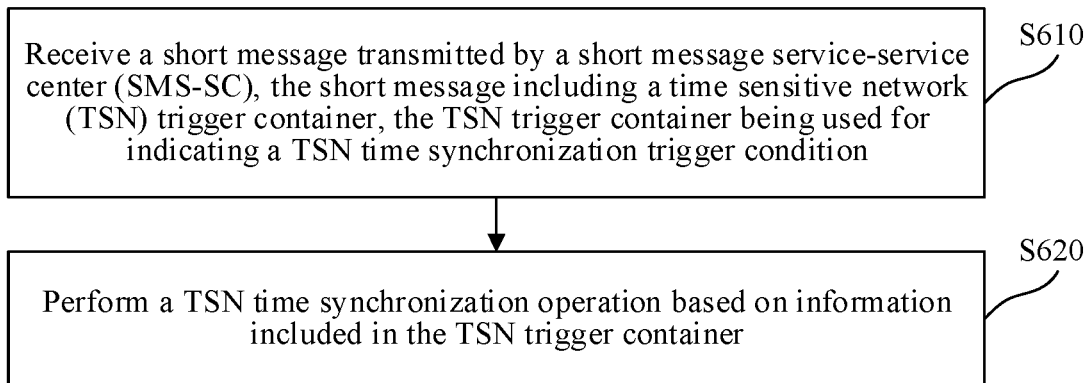 S610
Receive a short message transmitted by a short message service-service
center (SMS-SC), the short message including a time sensitive network
(TSN) trigger container, the TSN trigger container being used for
indicating a TSN time synchronization trigger condition
S620
Perform a TSN time synchronization operation based on information
included in the TSN trigger container